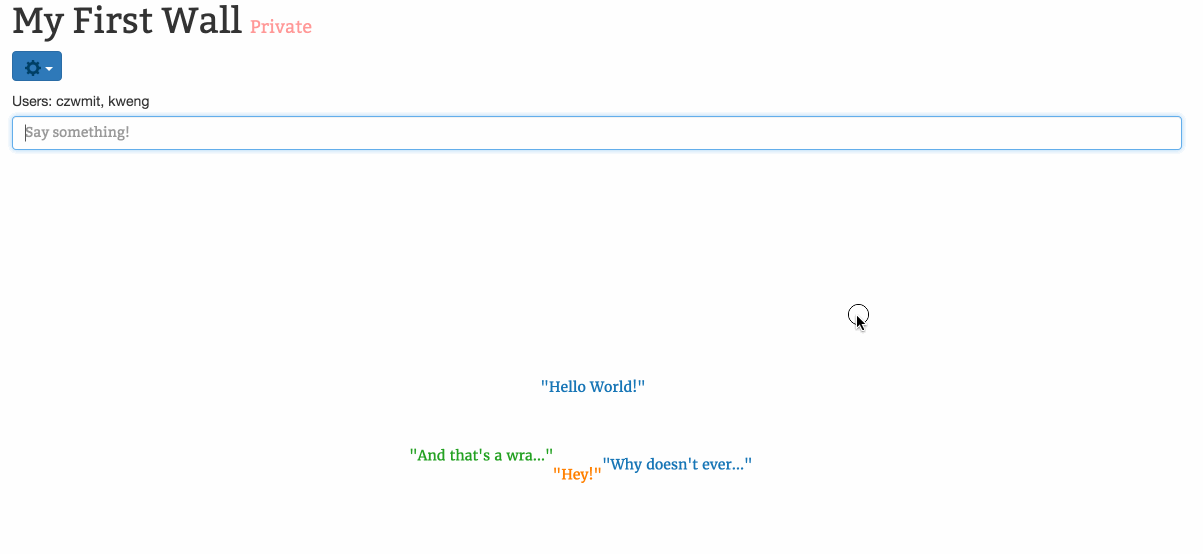 My First Wall Private
Users: czwmit, kweng
Say something!
"Hello World!"
"And that's a wra..."
"Why doesn't ever..."
"Hey!"